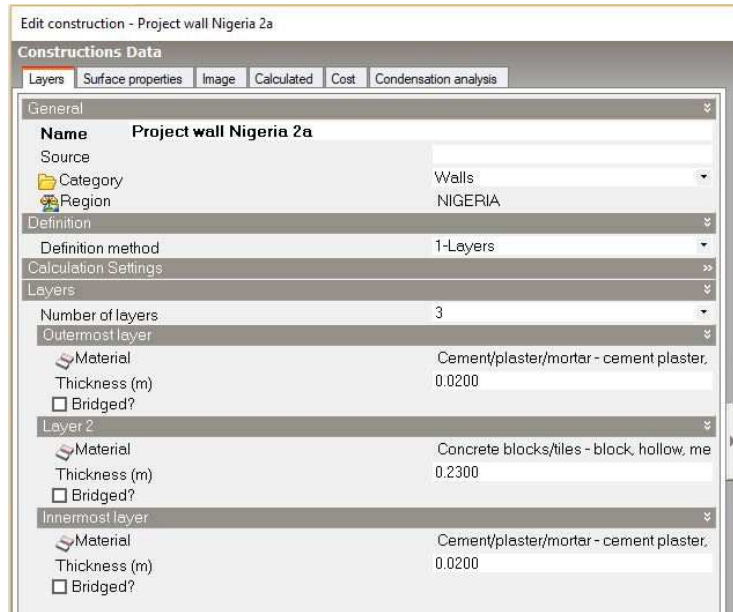 Edit construction - Project wall Nigeria 2a
Constructions Data
Layers Surface properties Image Calculated Cost Condensation analysis
General
Name Project wall Nigeria 2a
Source
Category Walls
Region NIGERIA
Definition
Definition method 1-Layers
Calculation Settings
Layers
Number of layers 3
Outermost layer
Material Cement/plaster/mortar - cement plaster,
Thickness (m) 0.0200
Bridged?
Layer 2
Material Concrete blocks/tiles - block, hollow, me
Thickness (m) 0.2300
Bridged?
Innermost layer
Material Cement/plaster/mortar - cement plaster,
Thickness (m) 0.0200
Bridged?